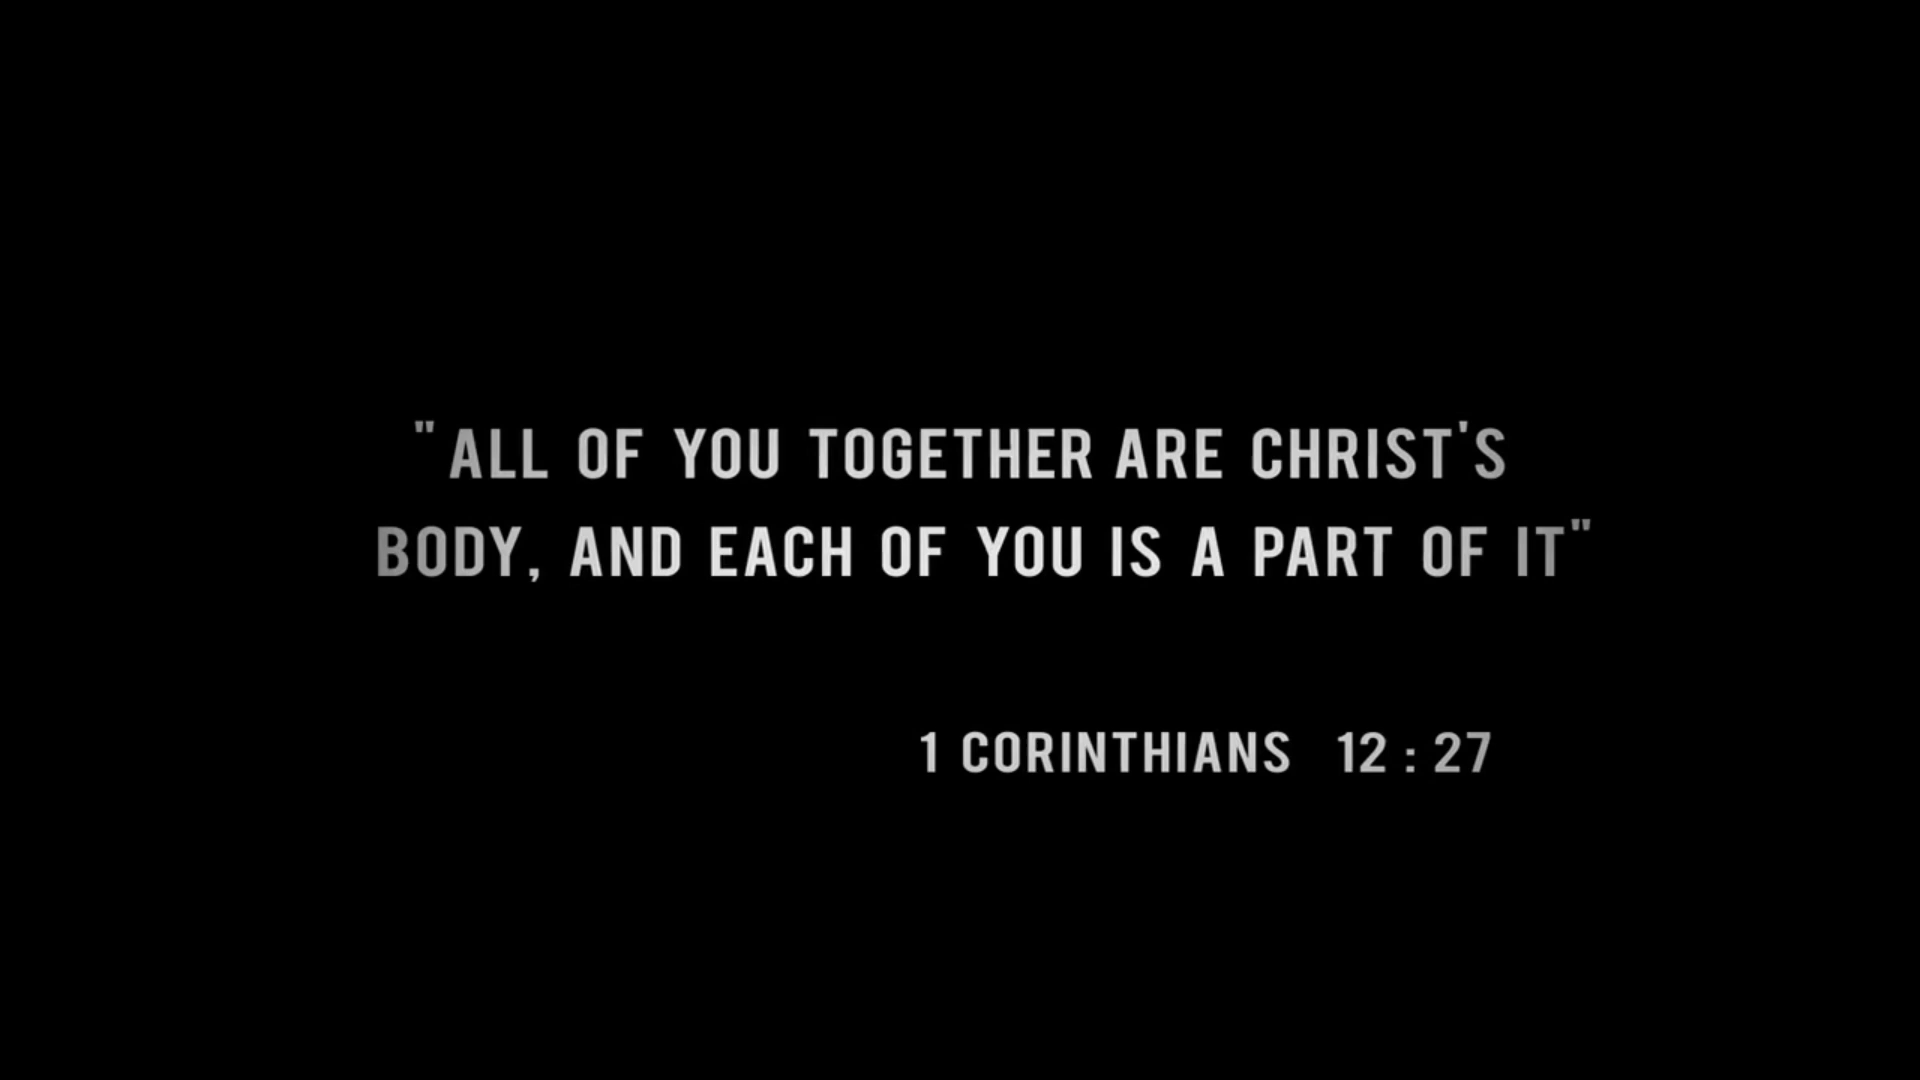 "ALL OF YOU TOGETHER ARE CHRIST'S
BODY, AND EACH OF YOU IS A PART OF IT"
1 CORINTHIANS 12 : 27